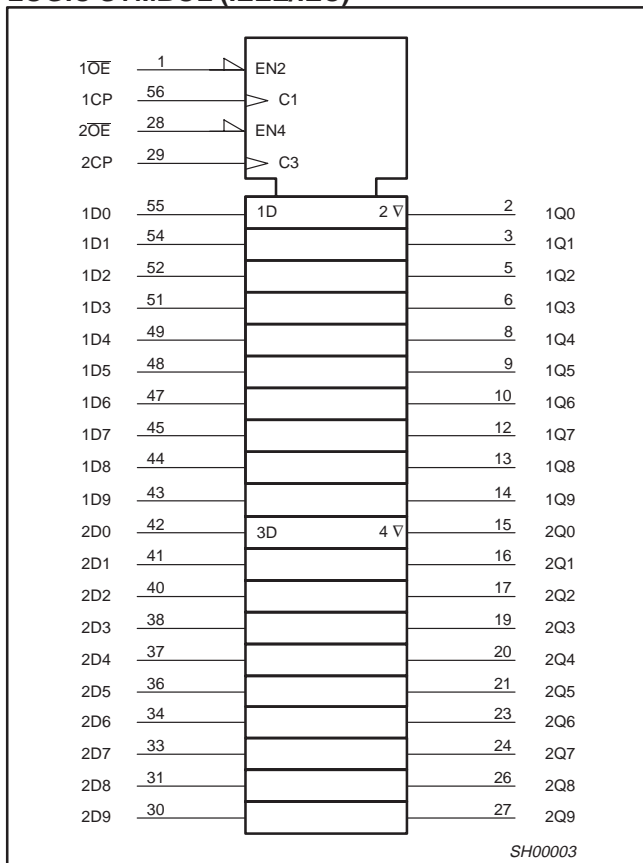 LOGIC SYMBOL (IEEE/IEC)
1O̅E̅ 1 EN2
1CP 56 C1
2O̅E̅ 28 EN4
2CP 29 C3
1D0 55 1D 2 ∇ 2 1Q0
1D1 54 3 1Q1
1D2 52 5 1Q2
1D3 51 6 1Q3
1D4 49 8 1Q4
1D5 48 9 1Q5
1D6 47 10 1Q6
1D7 45 12 1Q7
1D8 44 13 1Q8
1D9 43 14 1Q9
2D0 42 3D 4 ∇ 15 2Q0
2D1 41 16 2Q1
2D2 40 17 2Q2
2D3 38 19 2Q3
2D4 37 20 2Q4
2D5 36 21 2Q5
2D6 34 23 2Q6
2D7 33 24 2Q7
2D8 31 26 2Q8
2D9 30 27 2Q9
SH00003